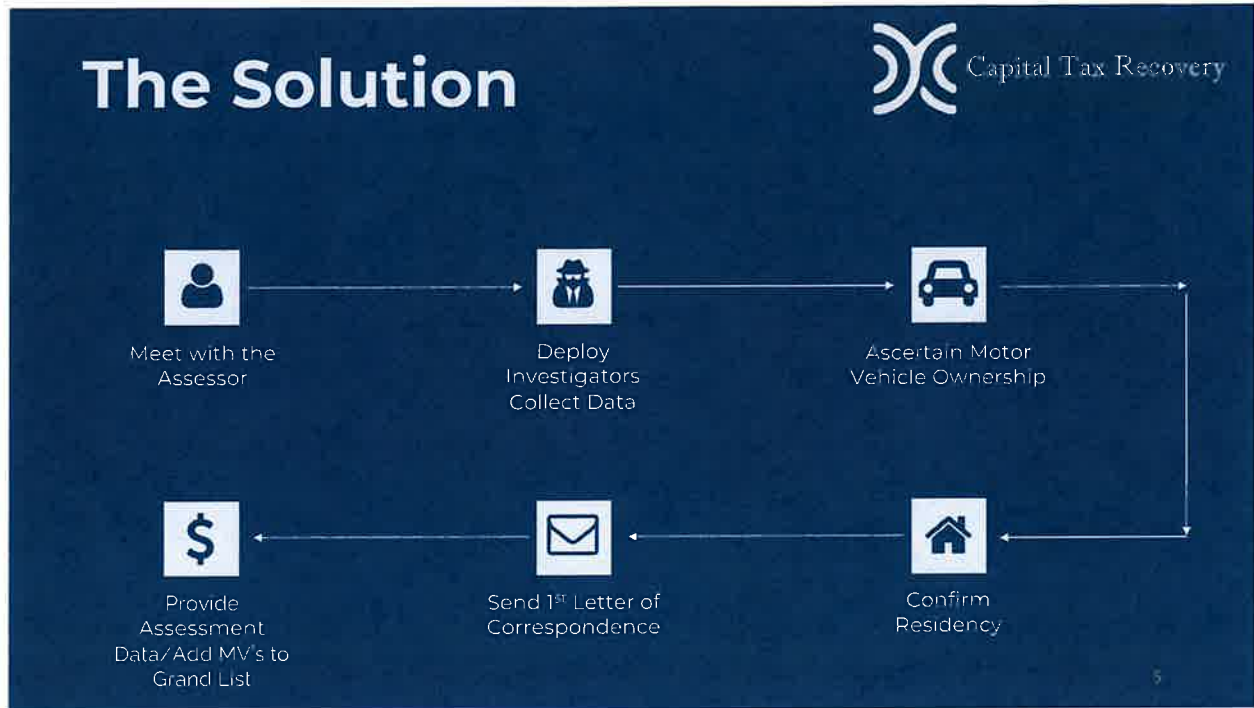 The Solution
Capital Tax Recovery
Meet with the
Assessor
Deploy
Investigators
Collect Data
Ascertain Motor
Vehicle Ownership
Confirm
Residency
Send 1ST Letter of
Correspondence
Provide
Assessment
Data/Add MV's to
Grand List
5